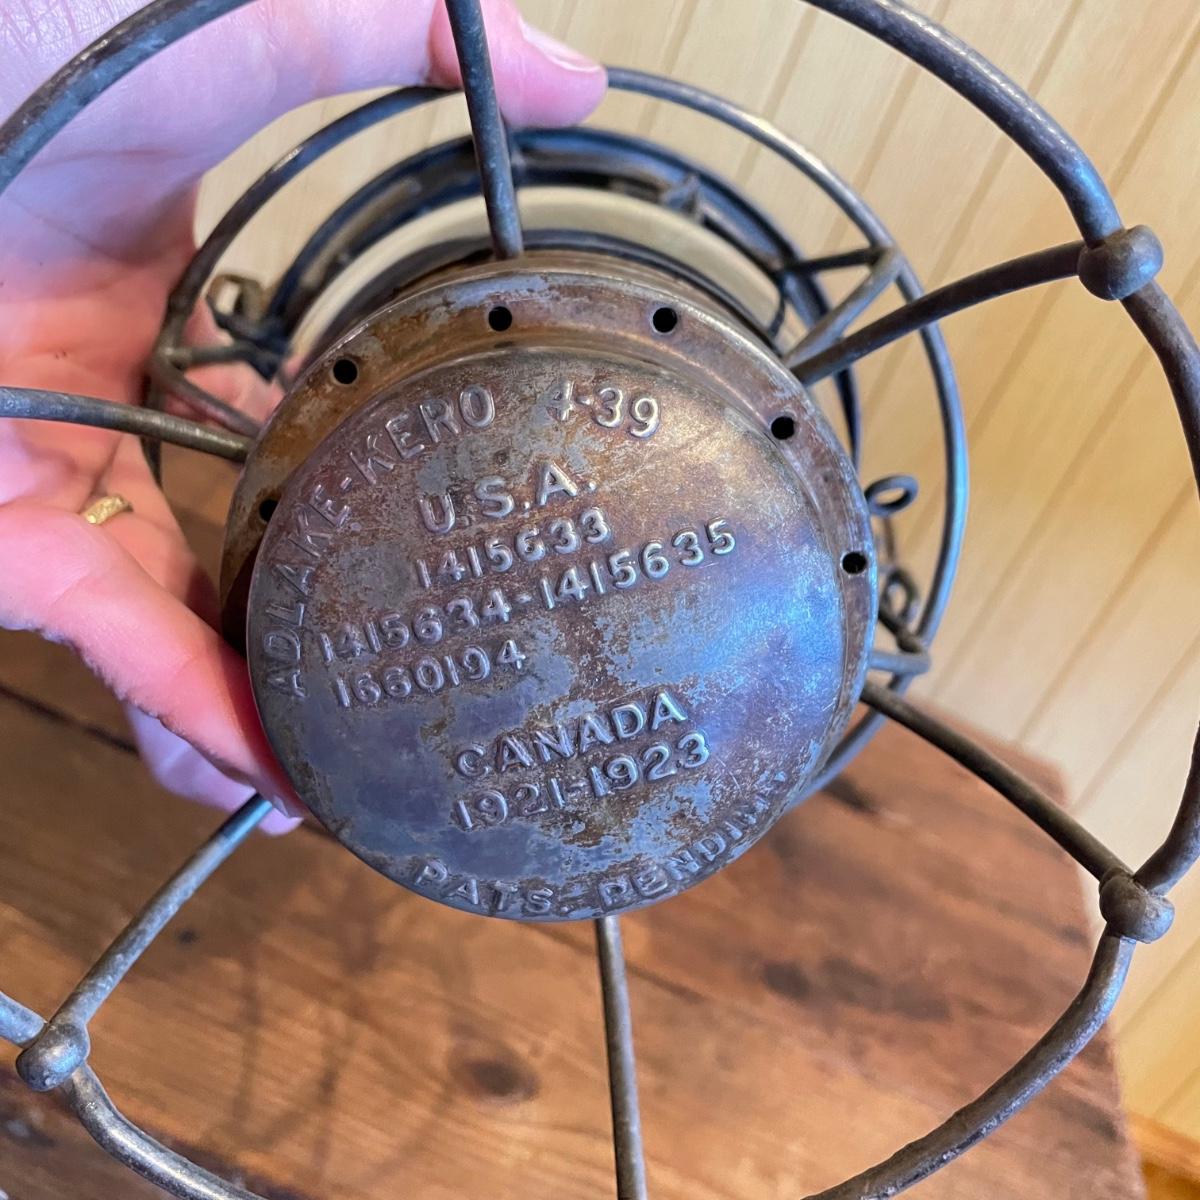 ADLAKE-KERO 4-39
U.S.A.
1415633
1415634-1415635
1660194
CANADA
1921-1923
PATS. PENDING